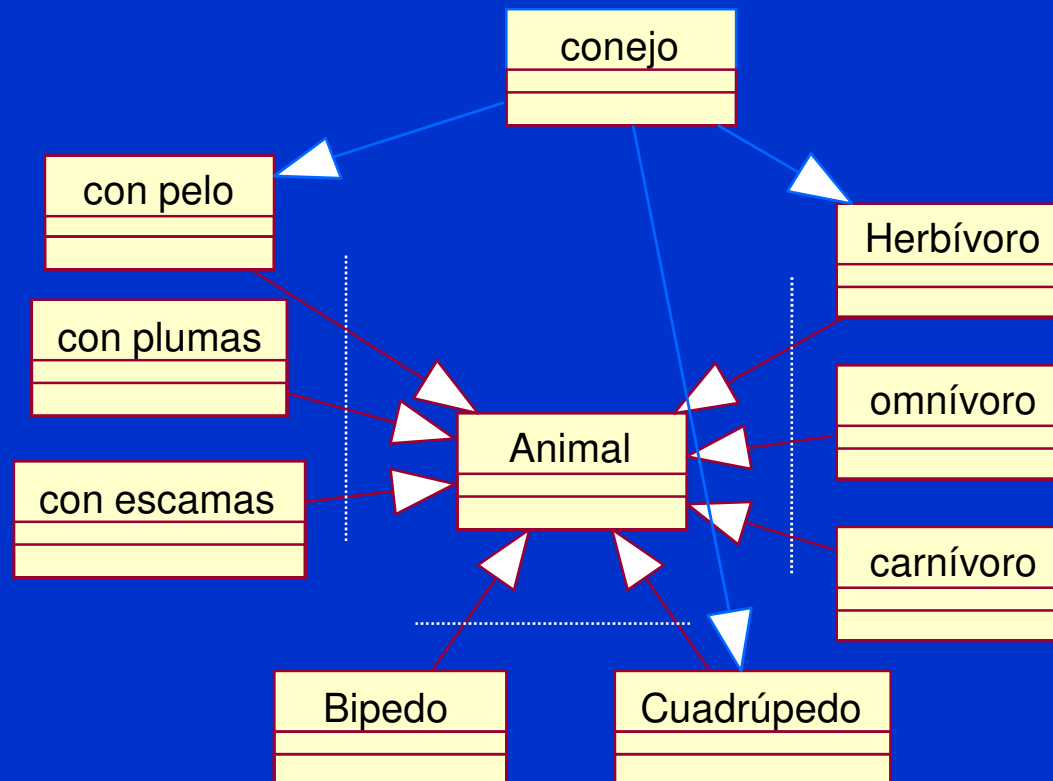 conejo
con pelo
Herbívoro
con plumas
omnívoro
Animal
con escamas
carnívoro
Bipedo
Cuadrúpedo